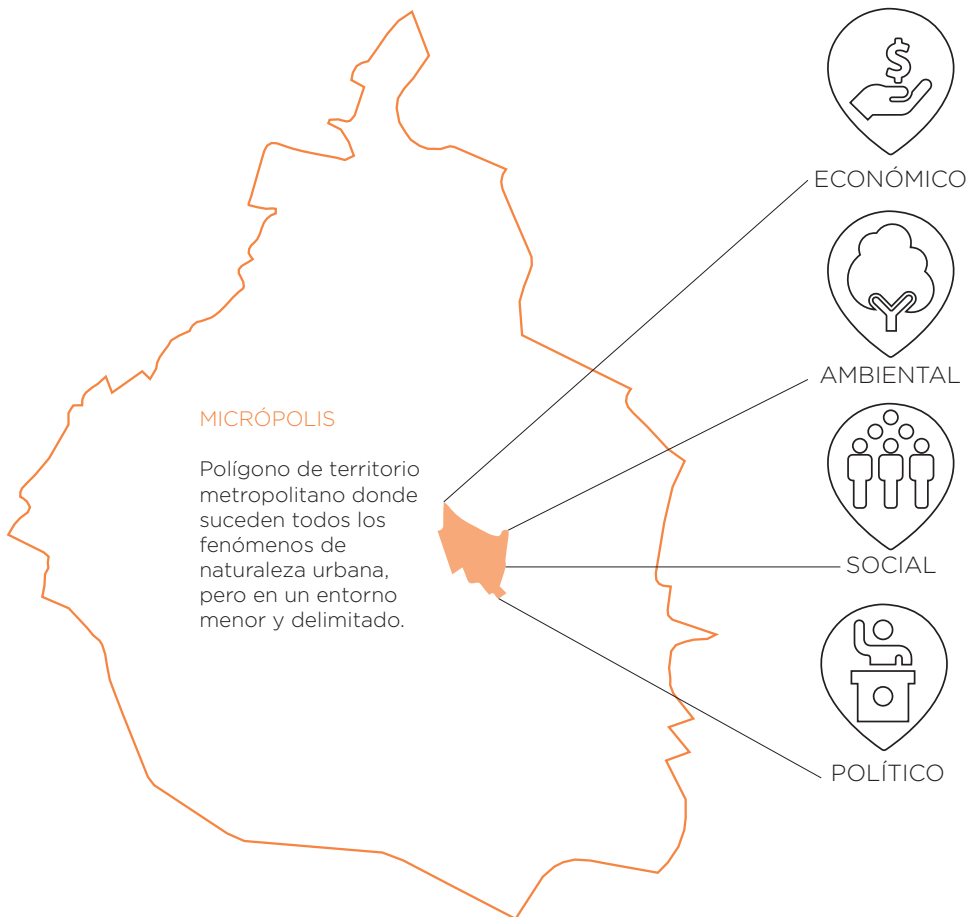 $
ECONÓMICO
AMBIENTAL
MICRÓPOLIS
Polígono de territorio
metropolitano donde
suceden todos los
fenómenos de
naturaleza urbana,
pero en un entorno
menor y delimitado.
SOCIAL
POLÍTICO